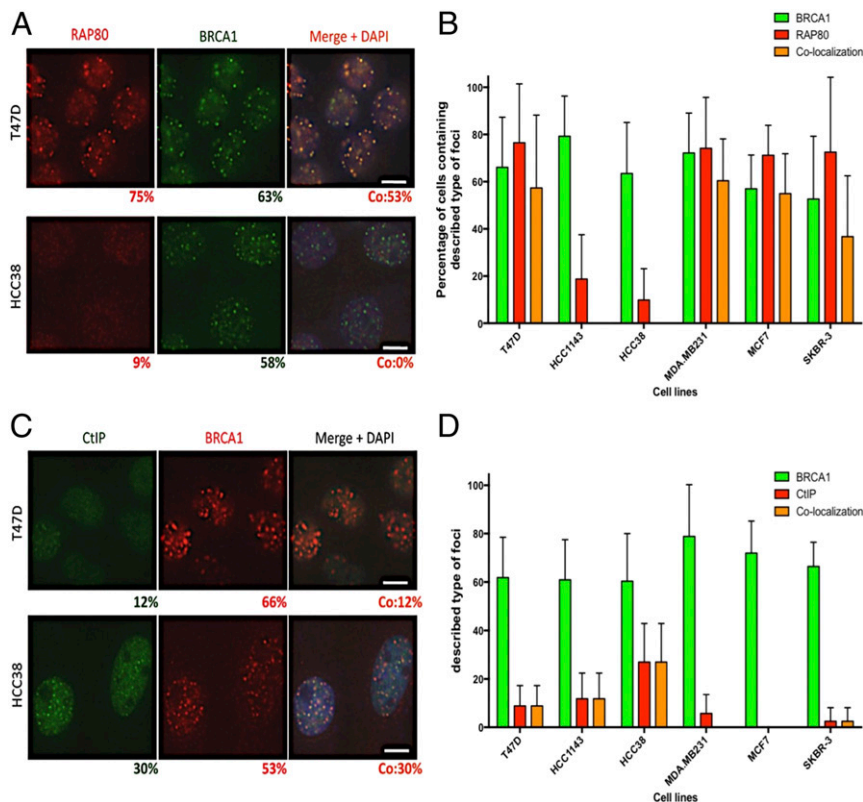 A
RAP80 BRCA1 Merge + DAPI
T47D
75% 63% Co:53%
HCC38
9% 58% Co:0%
B
BRCA1
RAP80
Co-localization
Percentage of cells containing
described type of foci
100
80
60
40
20
0
T47D HCC1143 HCC38 MDA.MB231 MCF7 SKBR-3
Cell lines
C
CtIP BRCA1 Merge + DAPI
T47D
12% 66% Co:12%
HCC38
30% 53% Co:30%
D
BRCA1
CtIP
Co-localization
described type of foci
100
80
60
40
20
0
T47D HCC1143 HCC38 MDA.MB231 MCF7 SKBR-3
Cell lines